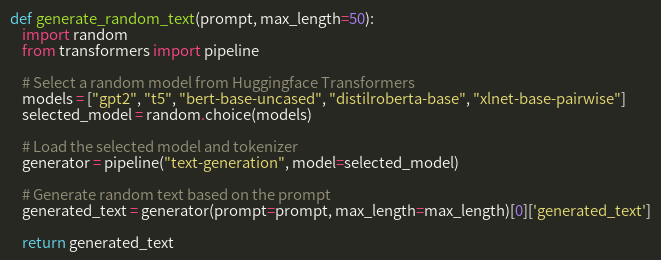 def generate_random_text(prompt, max_length=50):
    import random
    from transformers import pipeline
    # Select a random model from Huggingface Transformers
    models = ["gpt2", "t5", "bert-base-uncased", "distilroberta-base", "xlnet-base-pairwise"]
    selected_model = random.choice(models)
    # Load the selected model and tokenizer
    generator = pipeline("text-generation", model=selected_model)
    # Generate random text based on the prompt
    generated_text = generator(prompt=prompt, max_length=max_length)[0]['generated_text']
    return generated_text